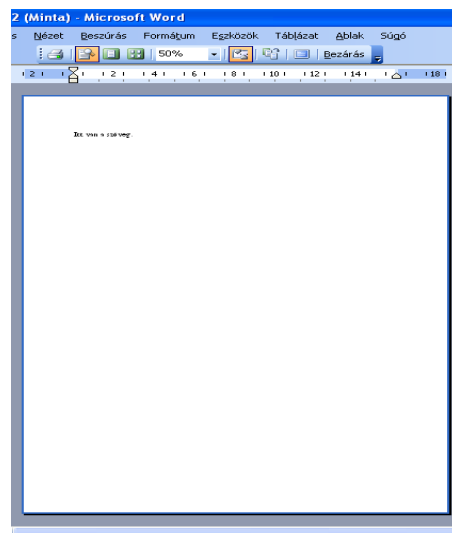 2 (Minta) - Microsoft Word
s Nézet Beszúrás Formátum Eszközök Táblázat Ablak Súgó
50% Bezárás
2 2 4 6 8 10 12 14 18
Itt van a szöveg.